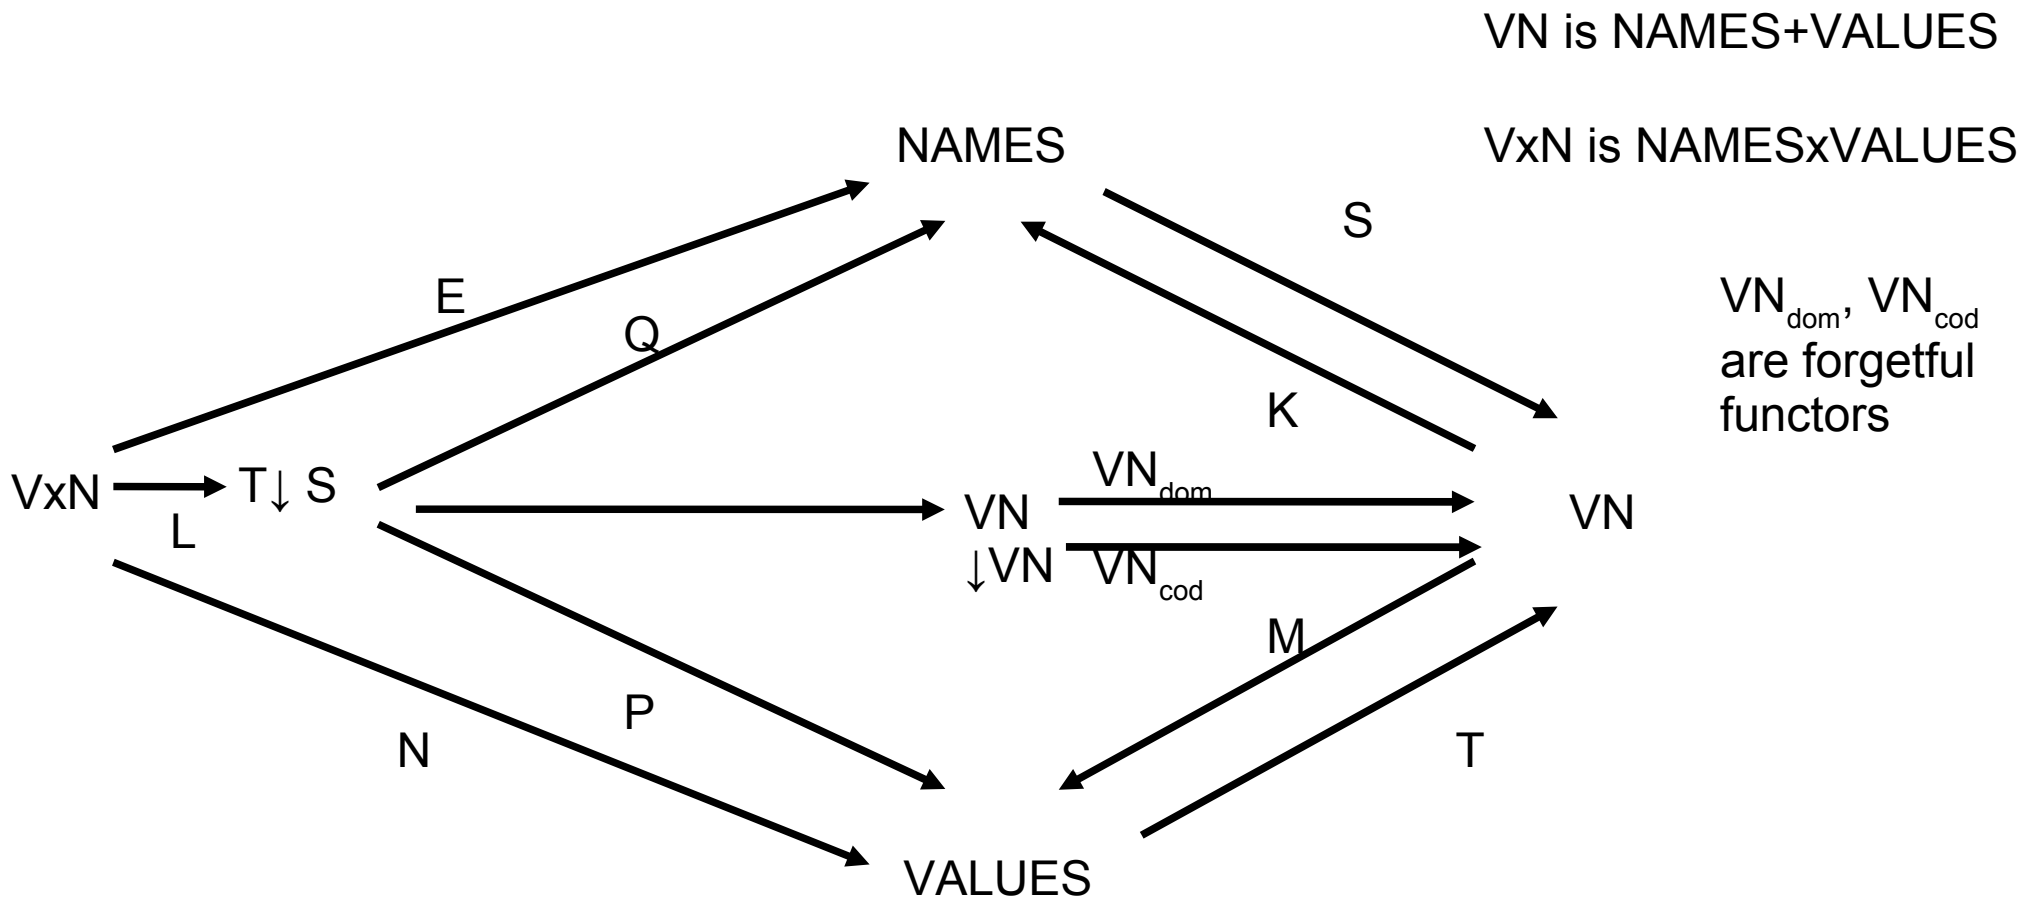 VN is NAMES+VALUES
NAMES
VxN is NAMESxVALUES
S
E
Q
VN_dom, VN_cod
are forgetful
functors
K
VxN
T↓ S
L
VN
↓VN
VN_dom
VN_cod
VN
M
P
N
T
VALUES